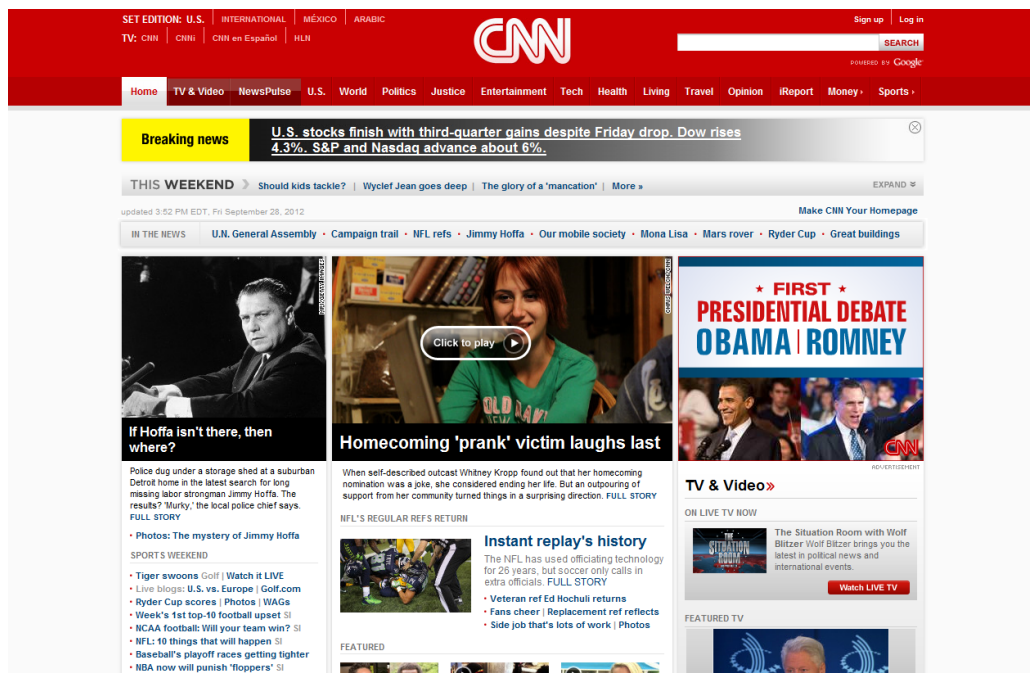 SET EDITION: U.S. INTERNATIONAL MÉXICO ARABIC
TV: CNN CNNi CNN en Español HLN
CNN
Sign up Log in
SEARCH
POWERED BY Google
Home TV & Video NewsPulse U.S. World Politics Justice Entertainment Tech Health Living Travel Opinion iReport Money › Sports ›
Breaking news
U.S. stocks finish with third-quarter gains despite Friday drop. Dow rises
4.3%. S&P and Nasdaq advance about 6%.
THIS WEEKEND Should kids tackle? | Wyclef Jean goes deep | The glory of a 'mancation' | More »
EXPAND
updated 3:52 PM EDT, Fri September 28, 2012
Make CNN Your Homepage
IN THE NEWS U.N. General Assembly • Campaign trail • NFL refs • Jimmy Hoffa • Our mobile society • Mona Lisa • Mars rover • Ryder Cup • Great buildings
If Hoffa isn't there, then
where?
Police dug under a storage shed at a suburban
Detroit home in the latest search for long
missing labor strongman Jimmy Hoffa. The
results? 'Murky,' the local police chief says.
FULL STORY
• Photos: The mystery of Jimmy Hoffa
SPORTS WEEKEND
• Tiger swoons Golf | Watch it LIVE
• Live blogs: U.S. vs. Europe | Golf.com
• Ryder Cup scores | Photos | WAGs
• Week's 1st top-10 football upset SI
• NCAA football: Will your team win? SI
• NFL: 10 things that will happen SI
• Baseball's playoff races getting tighter
• NBA now will punish 'floppers' SI
Click to play
OLD NAVY
Homecoming 'prank' victim laughs last
When self-described outcast Whitney Kropp found out that her homecoming
nomination was a joke, she considered ending her life. But an outpouring of
support from her community turned things in a surprising direction. FULL STORY
NFL'S REGULAR REFS RETURN
Instant replay's history
The NFL has used officiating technology
for 26 years, but soccer only calls in
extra officials. FULL STORY
• Veteran ref Ed Hochuli returns
• Fans cheer | Replacement ref reflects
• Side job that's lots of work | Photos
FEATURED
FIRST
PRESIDENTIAL DEBATE
OBAMA | ROMNEY
CNN
ADVERTISEMENT
TV & Video»
ON LIVE TV NOW
THE
SITUATION
ROOM
The Situation Room with Wolf
Blitzer Wolf Blitzer brings you the
latest in political news and
international events.
Watch LIVE TV
FEATURED TV